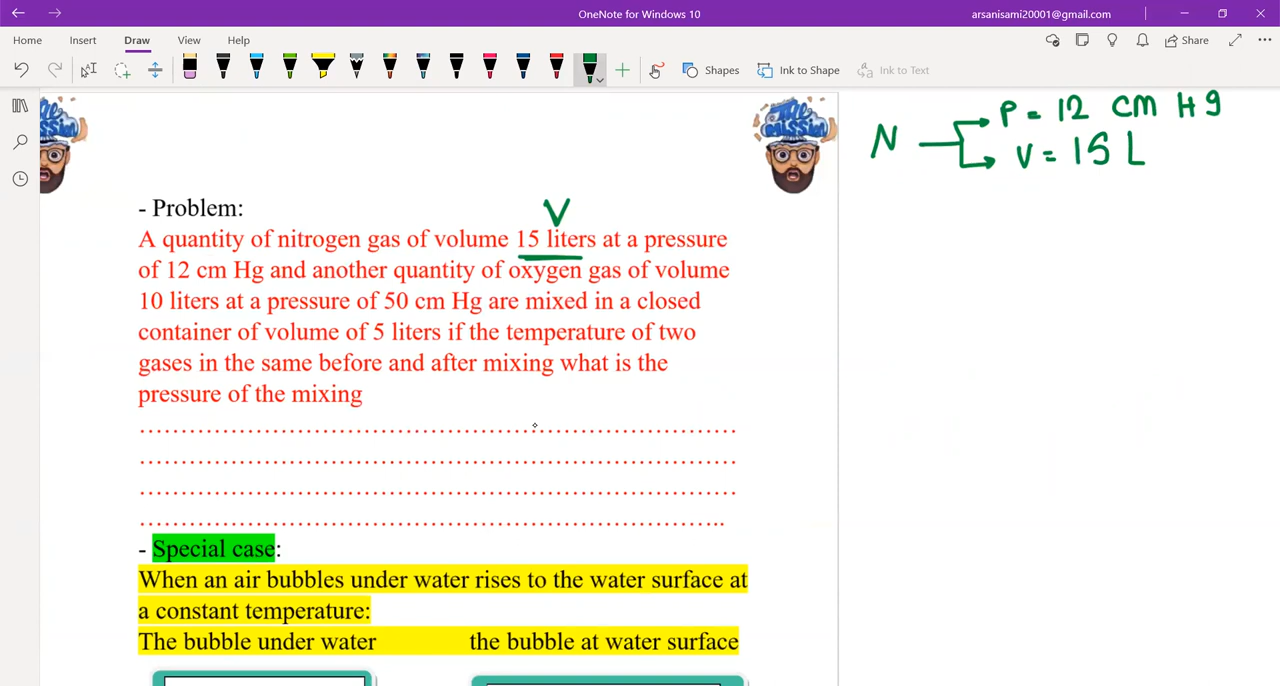 OneNote for Windows 10
arsanisami20001@gmail.com
Home Insert Draw View Help
Share
Shapes Ink to Shape Ink to Text
N P = 12 cm Hg
V = 15 L
- Problem:
V
A quantity of nitrogen gas of volume 15 liters at a pressure
of 12 cm Hg and another quantity of oxygen gas of volume
10 liters at a pressure of 50 cm Hg are mixed in a closed
container of volume of 5 liters if the temperature of two
gases in the same before and after mixing what is the
pressure of the mixing
……………………………………………………………………
……………………………………………………………………
……………………………………………………………………
…………………………………………………………………..
- Special case:
When an air bubbles under water rises to the water surface at
a constant temperature:
The bubble under water the bubble at water surface